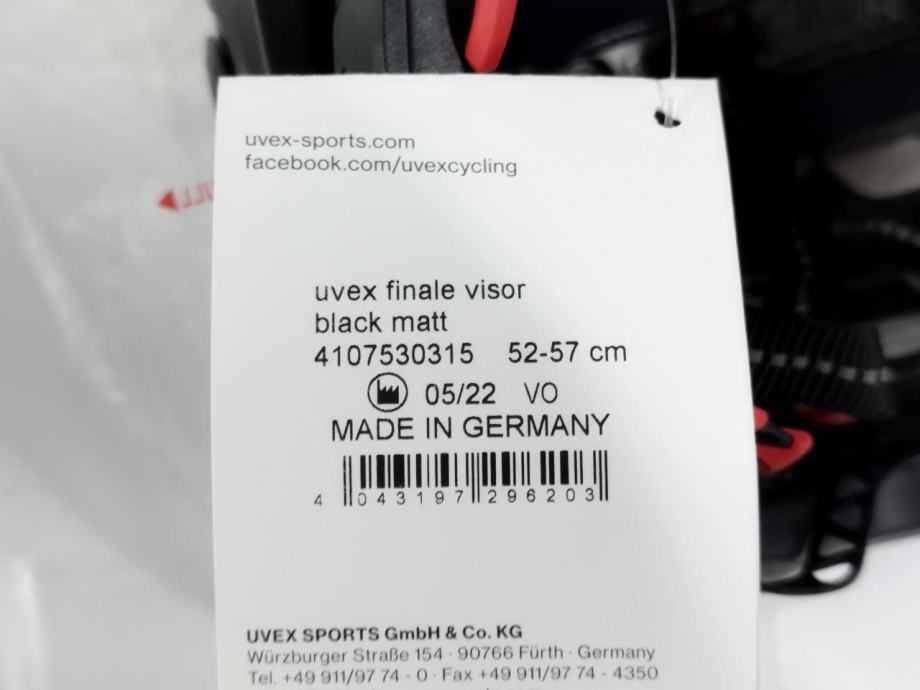 uvex-sports.com
facebook.com/uvexcycling
uvex finale visor
black matt
4107530315 52-57 cm
05/22 VO
MADE IN GERMANY
4 043197 296203
UVEX SPORTS GmbH & Co. KG
Würzburger Straße 154 · 90766 Fürth · Germany
Tel. +49 911/97 74 - 0 · Fax +49 911/97 74 - 4350